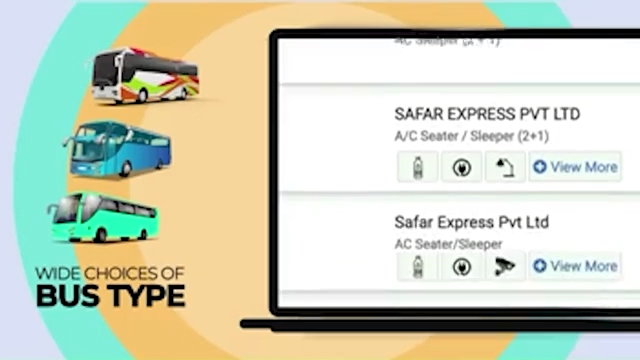 WIDE CHOICES OF
BUS TYPE
SAFAR EXPRESS PVT LTD
A/C Seater / Sleeper (2+1)
View More
Safar Express Pvt Ltd
AC Seater/Sleeper
View More